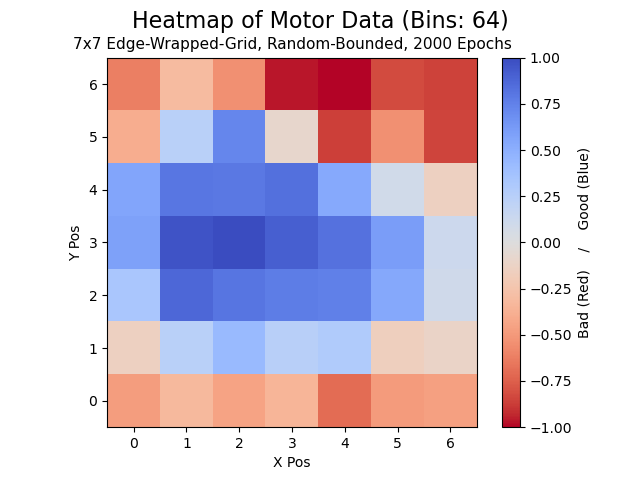 Heatmap of Motor Data (Bins: 64)
7x7 Edge-Wrapped-Grid, Random-Bounded, 2000 Epochs
6
5
4
3
2
1
0
Y Pos
0 1 2 3 4 5 6
X Pos
1.00
0.75
0.50
0.25
0.00
−0.25
−0.50
−0.75
−1.00
Bad (Red) / Good (Blue)